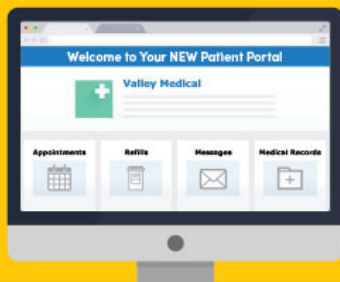 Welcome to Your NEW Patient Portal
Valley Medical
Appointments Refills Messages Medical Records